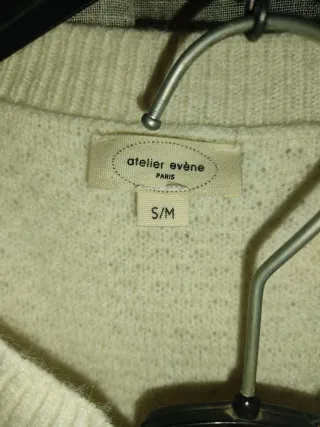 atelier evène
PARIS
S/M